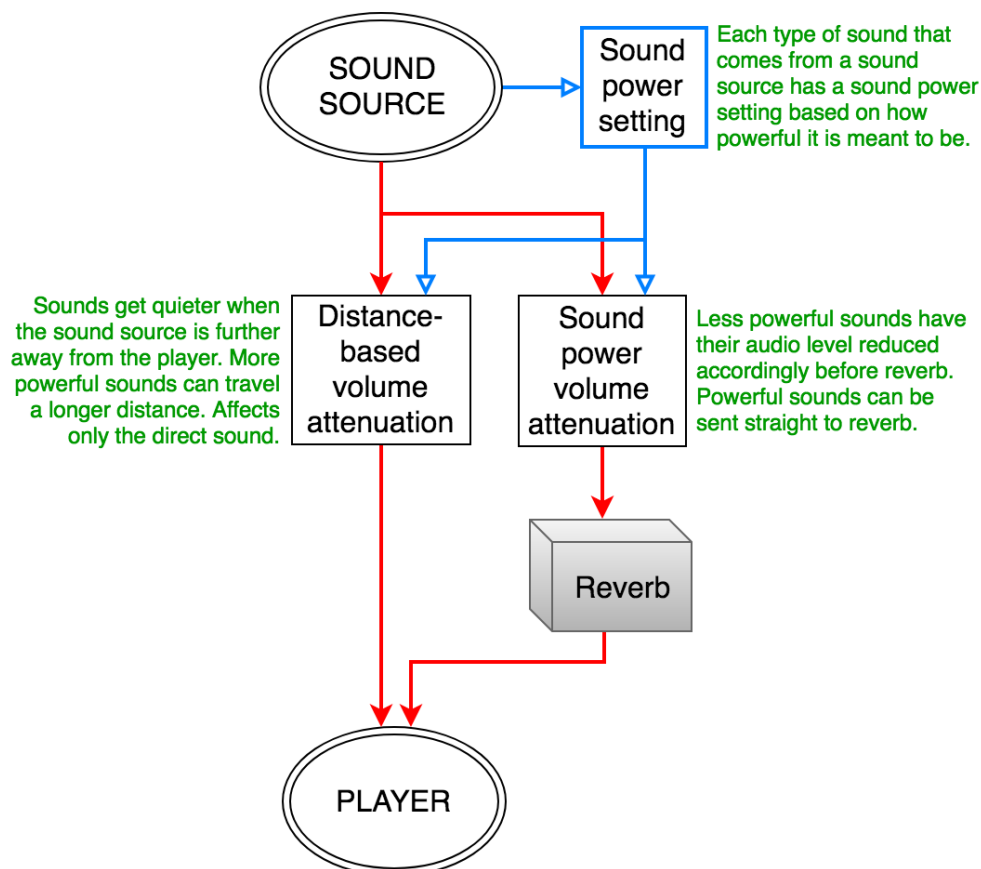 SOUND
SOURCE
Sound
power
setting
Each type of sound that
comes from a sound
source has a sound power
setting based on how
powerful it is meant to be.
Sounds get quieter when
the sound source is further
away from the player. More
powerful sounds can travel
a longer distance. Affects
only the direct sound.
Distance-
based
volume
attenuation
Sound
power
volume
attenuation
Less powerful sounds have
their audio level reduced
accordingly before reverb.
Powerful sounds can be
sent straight to reverb.
Reverb
PLAYER